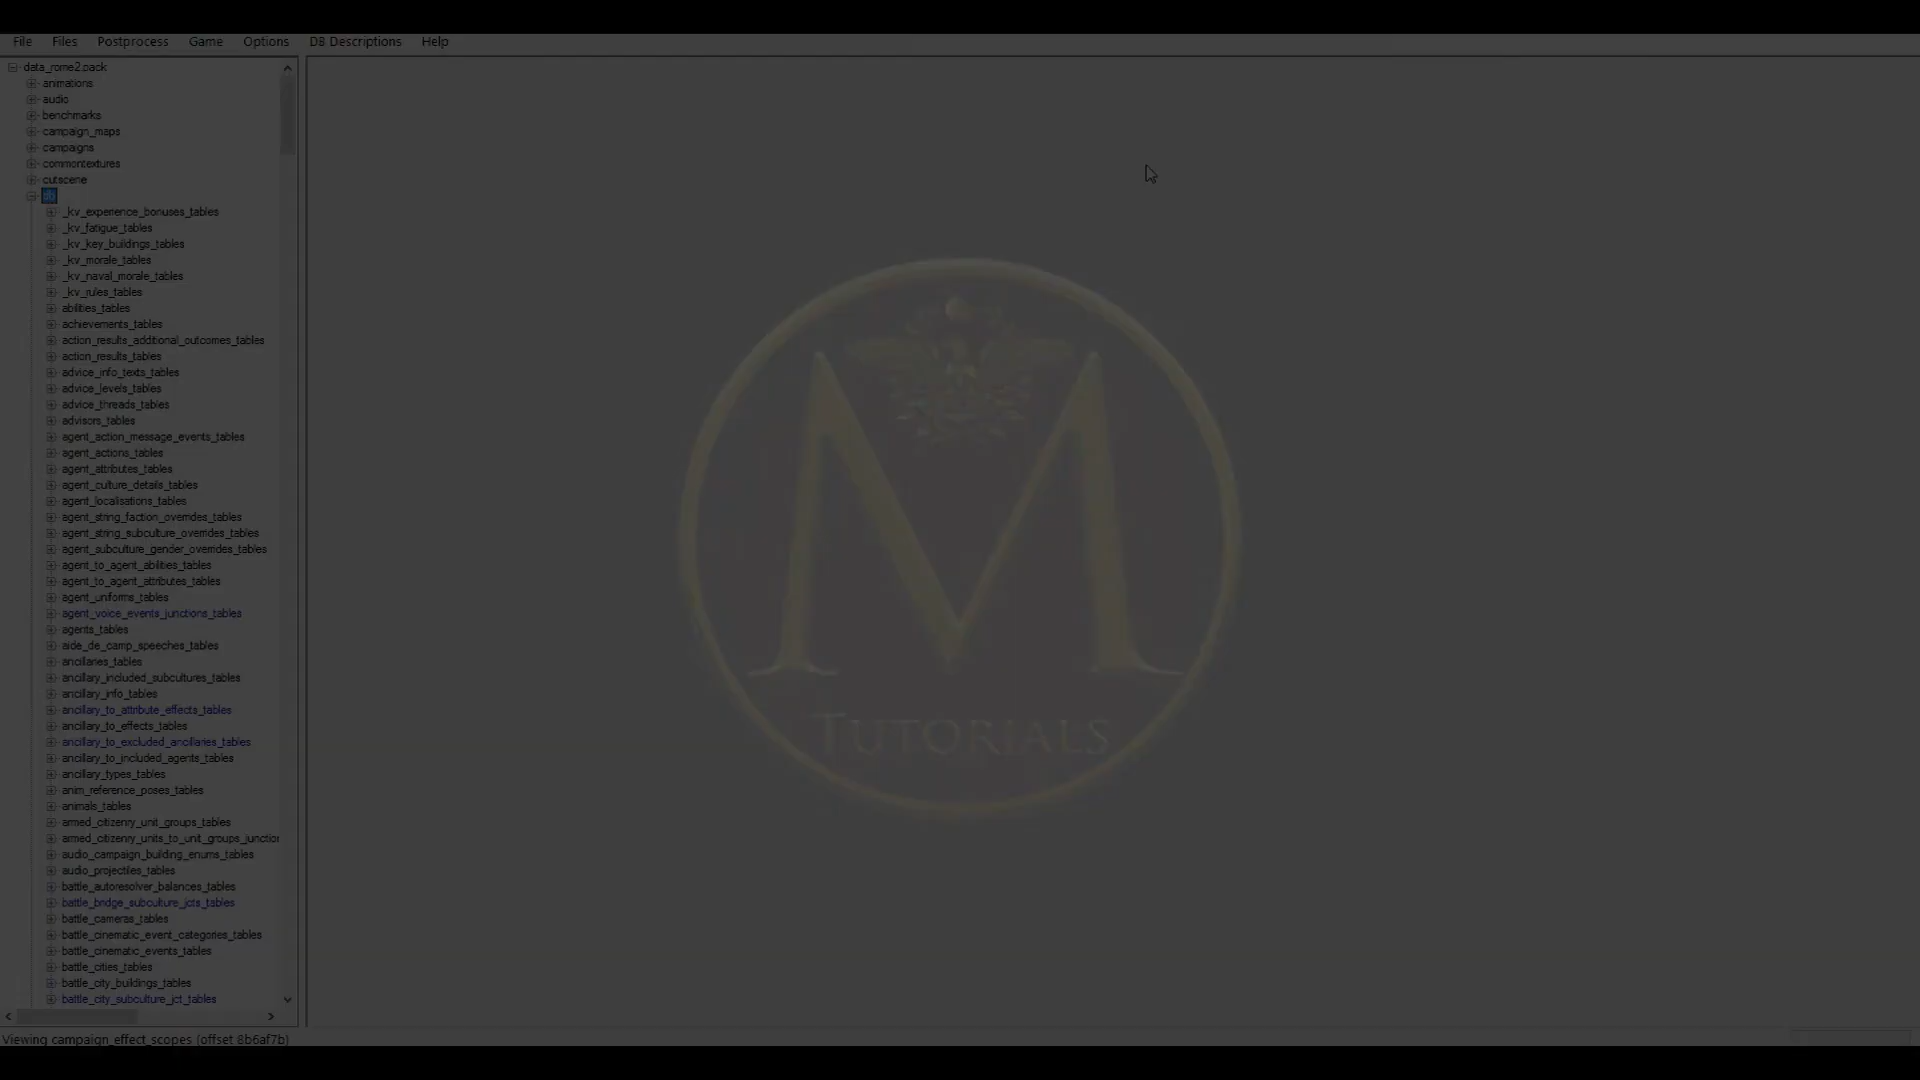 File Files Postprocess Game Options DB Descriptions Help
data_rome2.pack
animations
audio
benchmarks
campaign_maps
campaigns
commontextures
cutscene
db
_kv_experience_bonuses_tables
_kv_fatigue_tables
_kv_key_buildings_tables
_kv_morale_tables
_kv_naval_morale_tables
_kv_rules_tables
abilities_tables
achievements_tables
action_results_additional_outcomes_tables
action_results_tables
advice_info_texts_tables
advice_levels_tables
advice_threads_tables
advisors_tables
agent_action_message_events_tables
agent_actions_tables
agent_attributes_tables
agent_culture_details_tables
agent_localisations_tables
agent_string_faction_overrides_tables
agent_string_subculture_overrides_tables
agent_subculture_gender_overrides_tables
agent_to_agent_abilities_tables
agent_to_agent_attributes_tables
agent_uniforms_tables
agent_voice_events_junctions_tables
agents_tables
aide_de_camp_speeches_tables
ancillaries_tables
ancillary_included_subcultures_tables
ancillary_info_tables
ancillary_to_attribute_effects_tables
ancillary_to_effects_tables
ancillary_to_excluded_ancillaries_tables
ancillary_to_included_agents_tables
ancillary_types_tables
anim_reference_poses_tables
animals_tables
armed_citizenry_unit_groups_tables
armed_citizenry_units_to_unit_groups_junction
audio_campaign_building_enums_tables
audio_projectiles_tables
battle_autoresolver_balances_tables
battle_bridge_subculture_jcts_tables
battle_cameras_tables
battle_cinematic_event_categories_tables
battle_cinematic_events_tables
battle_cities_tables
battle_city_buildings_tables
battle_city_subculture_jct_tables
Viewing campaign_effect_scopes (offset 8b6af7b)
M
TUTORIALS